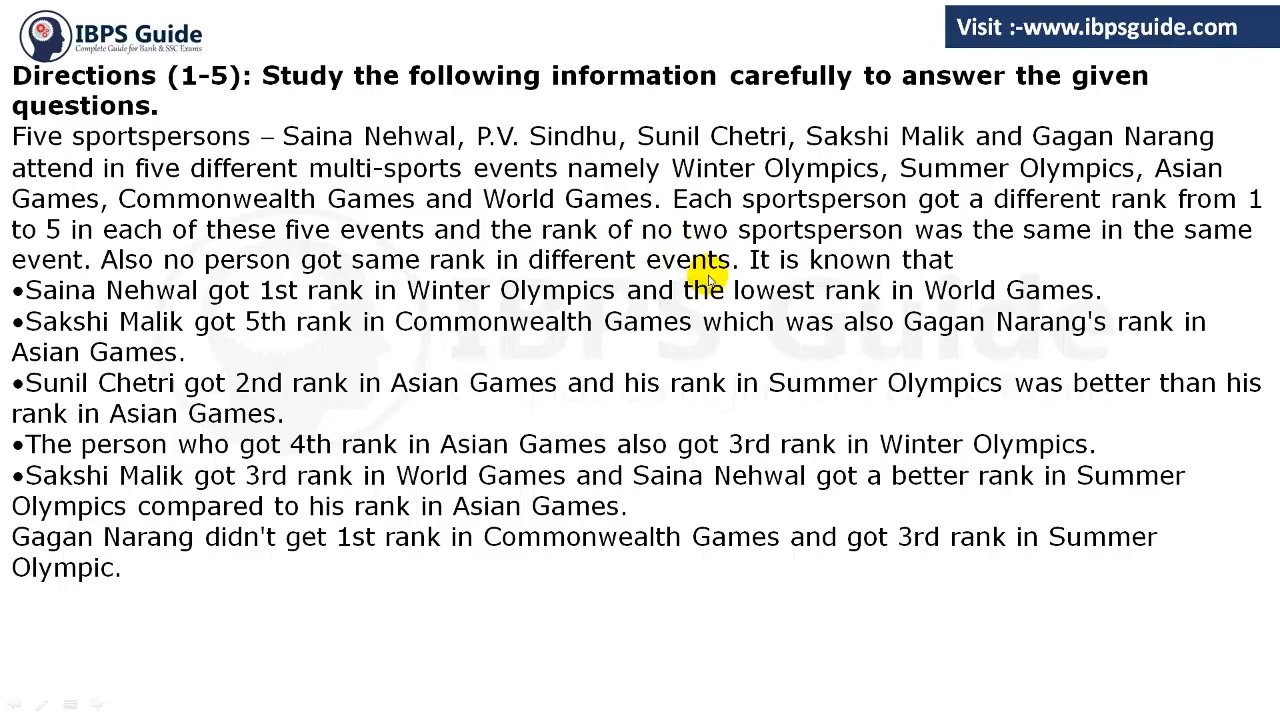 IBPS Guide
Complete Guide for Bank & SSC Exams
Visit :-www.ibpsguide.com
Directions (1-5): Study the following information carefully to answer the given
questions.
Five sportspersons – Saina Nehwal, P.V. Sindhu, Sunil Chetri, Sakshi Malik and Gagan Narang
attend in five different multi-sports events namely Winter Olympics, Summer Olympics, Asian
Games, Commonwealth Games and World Games. Each sportsperson got a different rank from 1
to 5 in each of these five events and the rank of no two sportsperson was the same in the same
event. Also no person got same rank in different events. It is known that
•Saina Nehwal got 1st rank in Winter Olympics and the lowest rank in World Games.
•Sakshi Malik got 5th rank in Commonwealth Games which was also Gagan Narang's rank in
Asian Games.
•Sunil Chetri got 2nd rank in Asian Games and his rank in Summer Olympics was better than his
rank in Asian Games.
•The person who got 4th rank in Asian Games also got 3rd rank in Winter Olympics.
•Sakshi Malik got 3rd rank in World Games and Saina Nehwal got a better rank in Summer
Olympics compared to his rank in Asian Games.
Gagan Narang didn't get 1st rank in Commonwealth Games and got 3rd rank in Summer
Olympic.